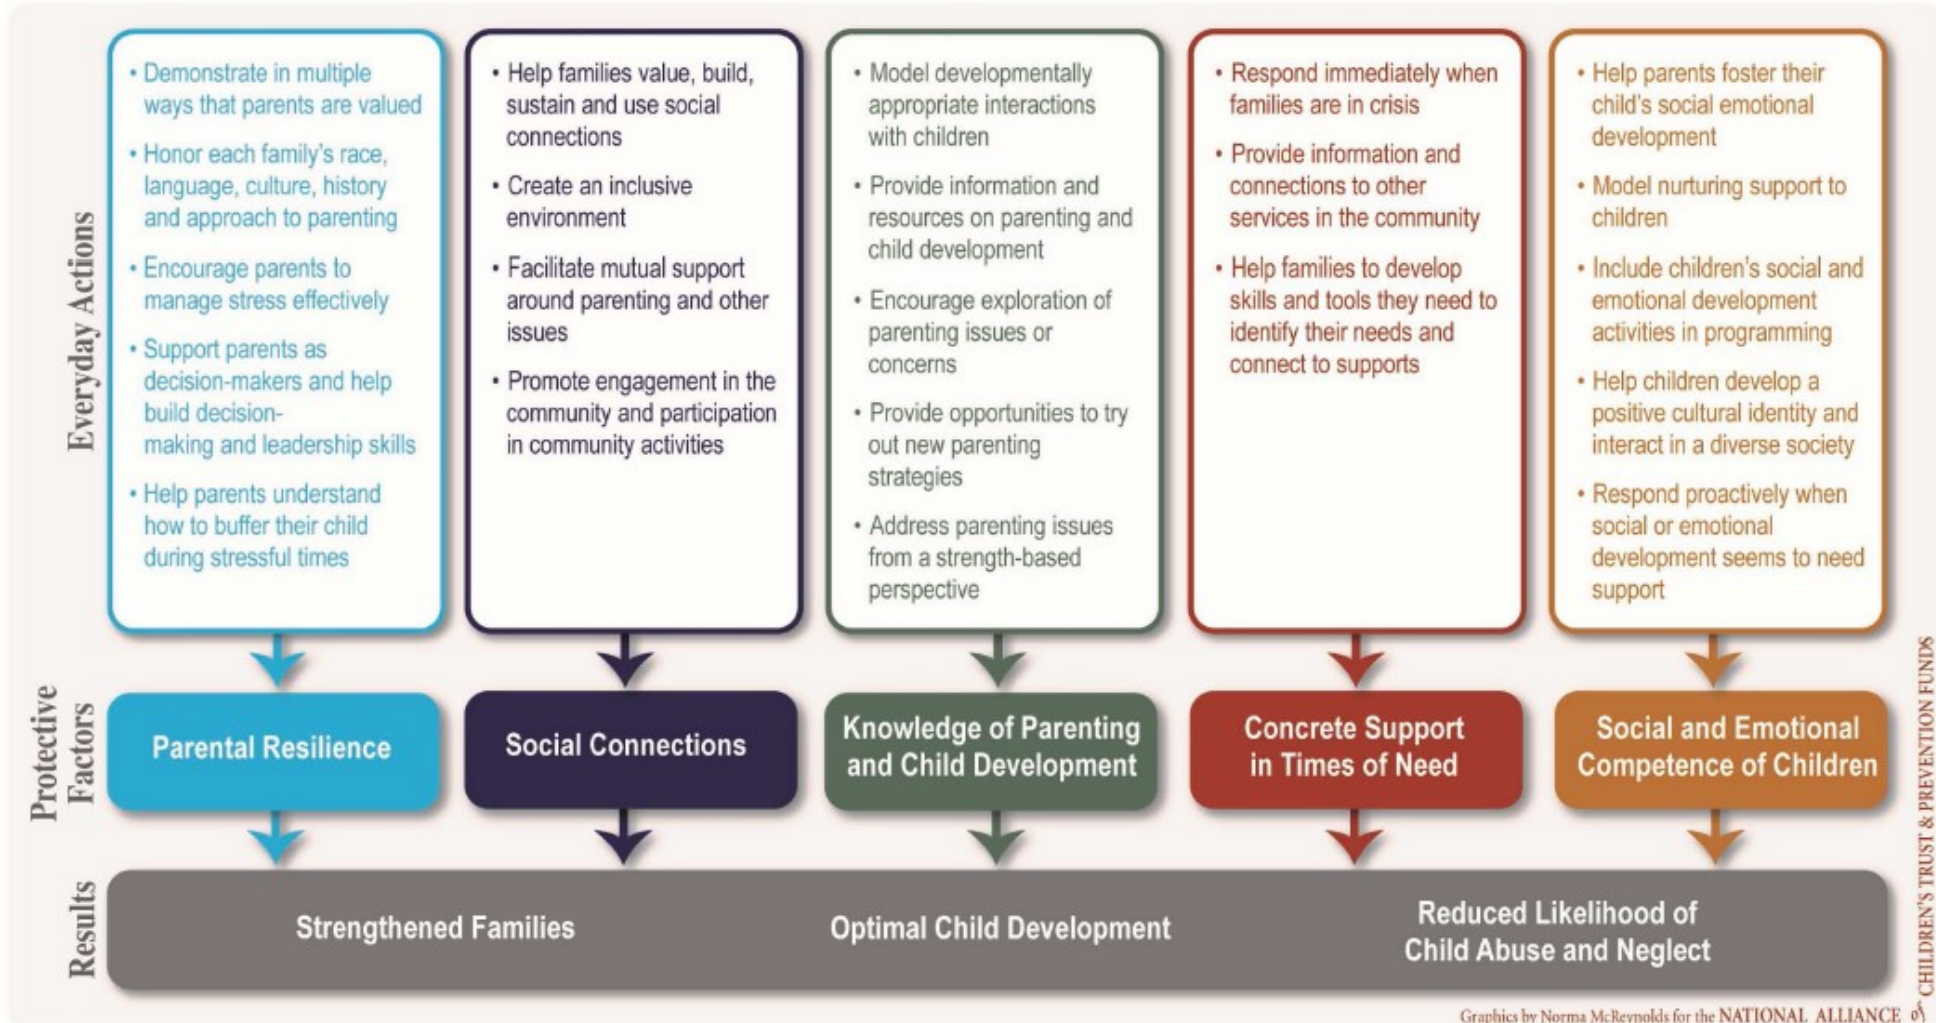 Everyday Actions
• Demonstrate in multiple
ways that parents are valued
• Honor each family's race,
language, culture, history
and approach to parenting
• Encourage parents to
manage stress effectively
• Support parents as
decision-makers and help
build decision-
making and leadership skills
• Help parents understand
how to buffer their child
during stressful times
• Help families value, build,
sustain and use social
connections
• Create an inclusive
environment
• Facilitate mutual support
around parenting and other
issues
• Promote engagement in the
community and participation
in community activities
• Model developmentally
appropriate interactions
with children
• Provide information and
resources on parenting and
child development
• Encourage exploration of
parenting issues or
concerns
• Provide opportunities to try
out new parenting
strategies
• Address parenting issues
from a strength-based
perspective
• Respond immediately when
families are in crisis
• Provide information and
connections to other
services in the community
• Help families to develop
skills and tools they need to
identify their needs and
connect to supports
• Help parents foster their
child's social emotional
development
• Model nurturing support to
children
• Include children's social and
emotional development
activities in programming
• Help children develop a
positive cultural identity and
interact in a diverse society
• Respond proactively when
social or emotional
development seems to need
support
Protective
Factors
Parental Resilience
Social Connections
Knowledge of Parenting
and Child Development
Concrete Support
in Times of Need
Social and Emotional
Competence of Children
Results
Strengthened Families
Optimal Child Development
Reduced Likelihood of
Child Abuse and Neglect
Graphics by Norma McReynolds for the NATIONAL ALLIANCE of
CHILDREN'S TRUST & PREVENTION FUNDS